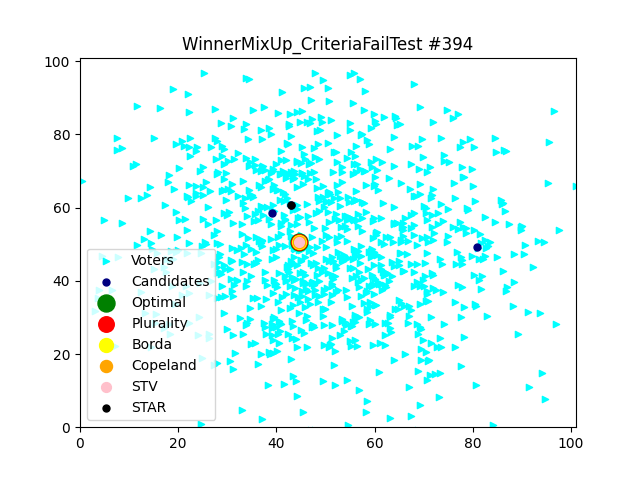 WinnerMixUp_CriteriaFailTest #394
100
80
60
40
20
0
0 20 40 60 80 100
Voters
Candidates
Optimal
Plurality
Borda
Copeland
STV
STAR